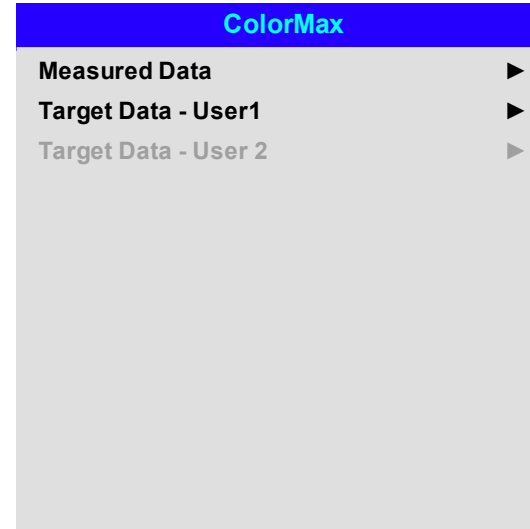 ColorMax
Measured Data ►
Target Data - User1 ►
Target Data - User 2 ►